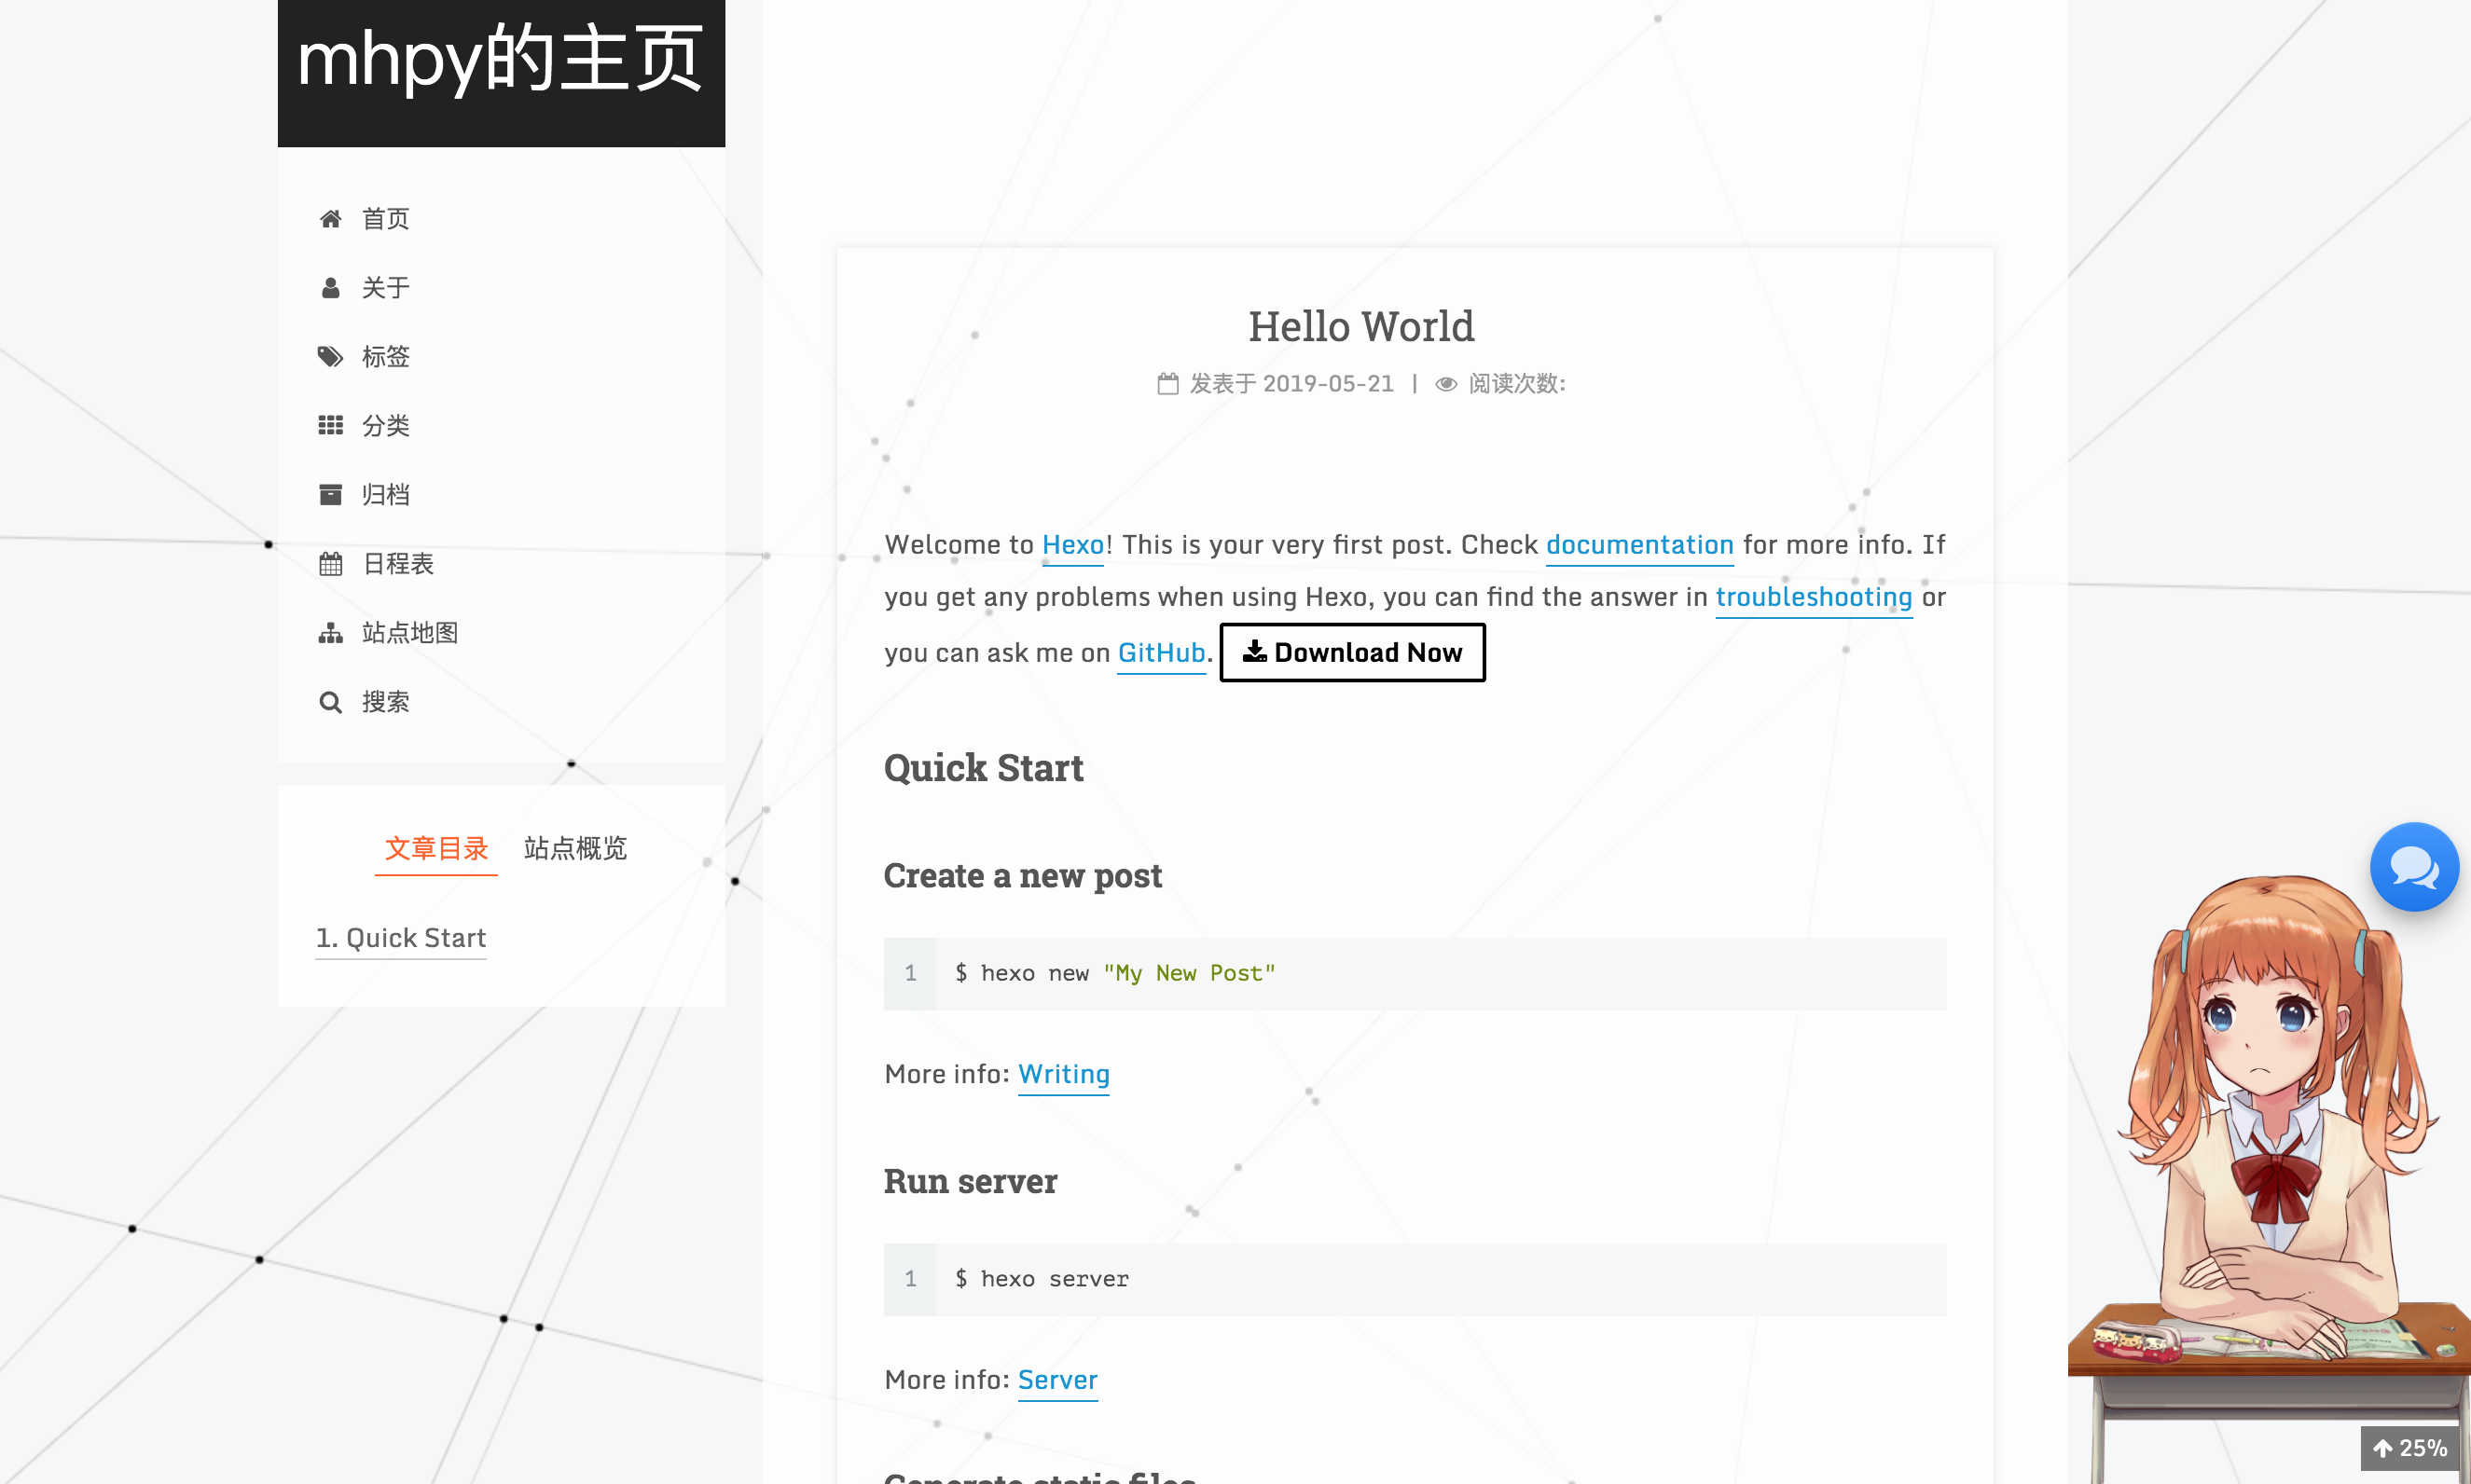 mhpy的主页
首页
关于
标签
分类
归档
日程表
站点地图
搜索
文章目录 站点概览
1. Quick Start
Hello World
发表于 2019-05-21 | 阅读次数:
Welcome to Hexo! This is your very first post. Check documentation for more info. If
you get any problems when using Hexo, you can find the answer in troubleshooting or
you can ask me on GitHub. Download Now
Quick Start
Create a new post
1 $ hexo new "My New Post"
More info: Writing
Run server
1 $ hexo server
More info: Server
Generate static files
25%